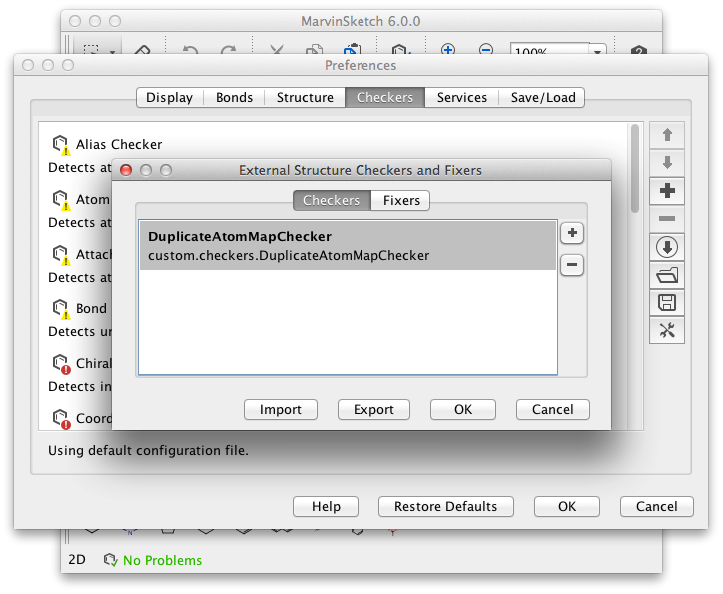 MarvinSketch 6.0.0
100%
Preferences
Display Bonds Structure Checkers Services Save/Load
Alias Checker
Detects at
External Structure Checkers and Fixers
Atom
Checkers Fixers
Detects at
DuplicateAtomMapChecker
Attach
custom.checkers.DuplicateAtomMapChecker
Detects at
Bond
Detects un
Chiral
Detects in
Coord
Import Export OK Cancel
Using default configuration file.
Help Restore Defaults OK Cancel
2D No Problems